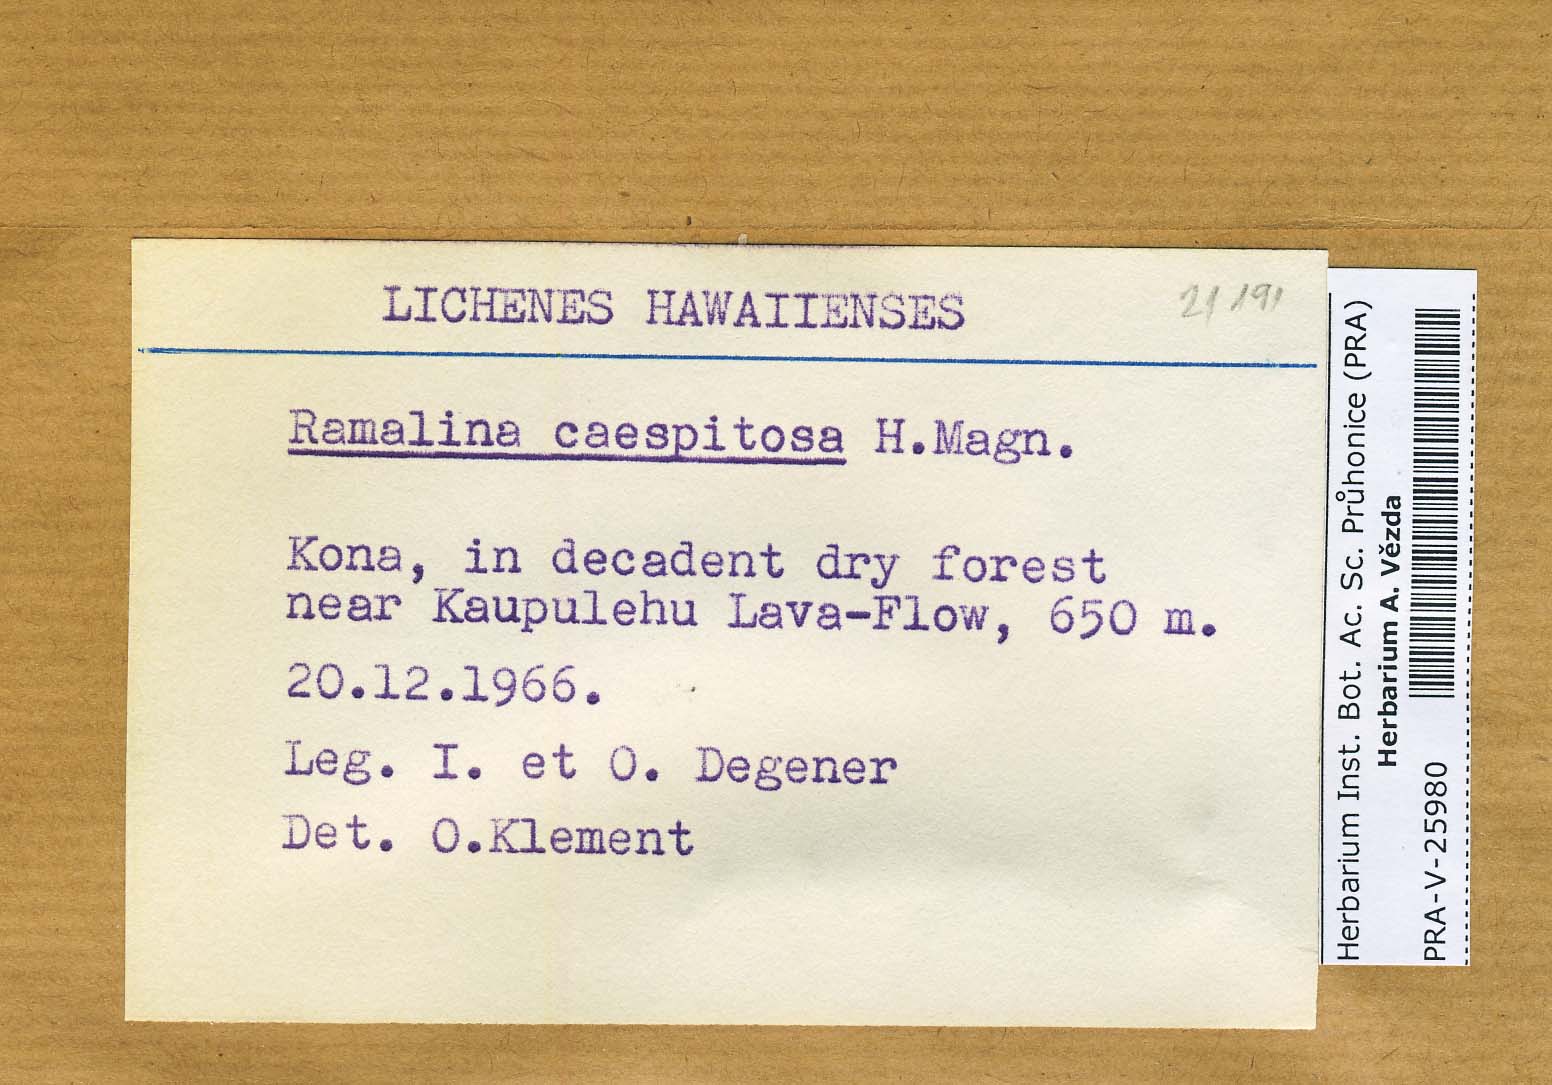 LICHENES HAWAIIENSES
21191
Ramalina caespitosa H.Magn.
Kona, in decadent dry forest
near Kaupulehu Lava-Flow, 650 m.
20.12.1966.
Leg. I. et O. Degener
Det. O.Klement
Herbarium Inst. Bot. Ac. Sc. Průhonice (PRA)
Herbarium A. Vězda
PRA-V-25980